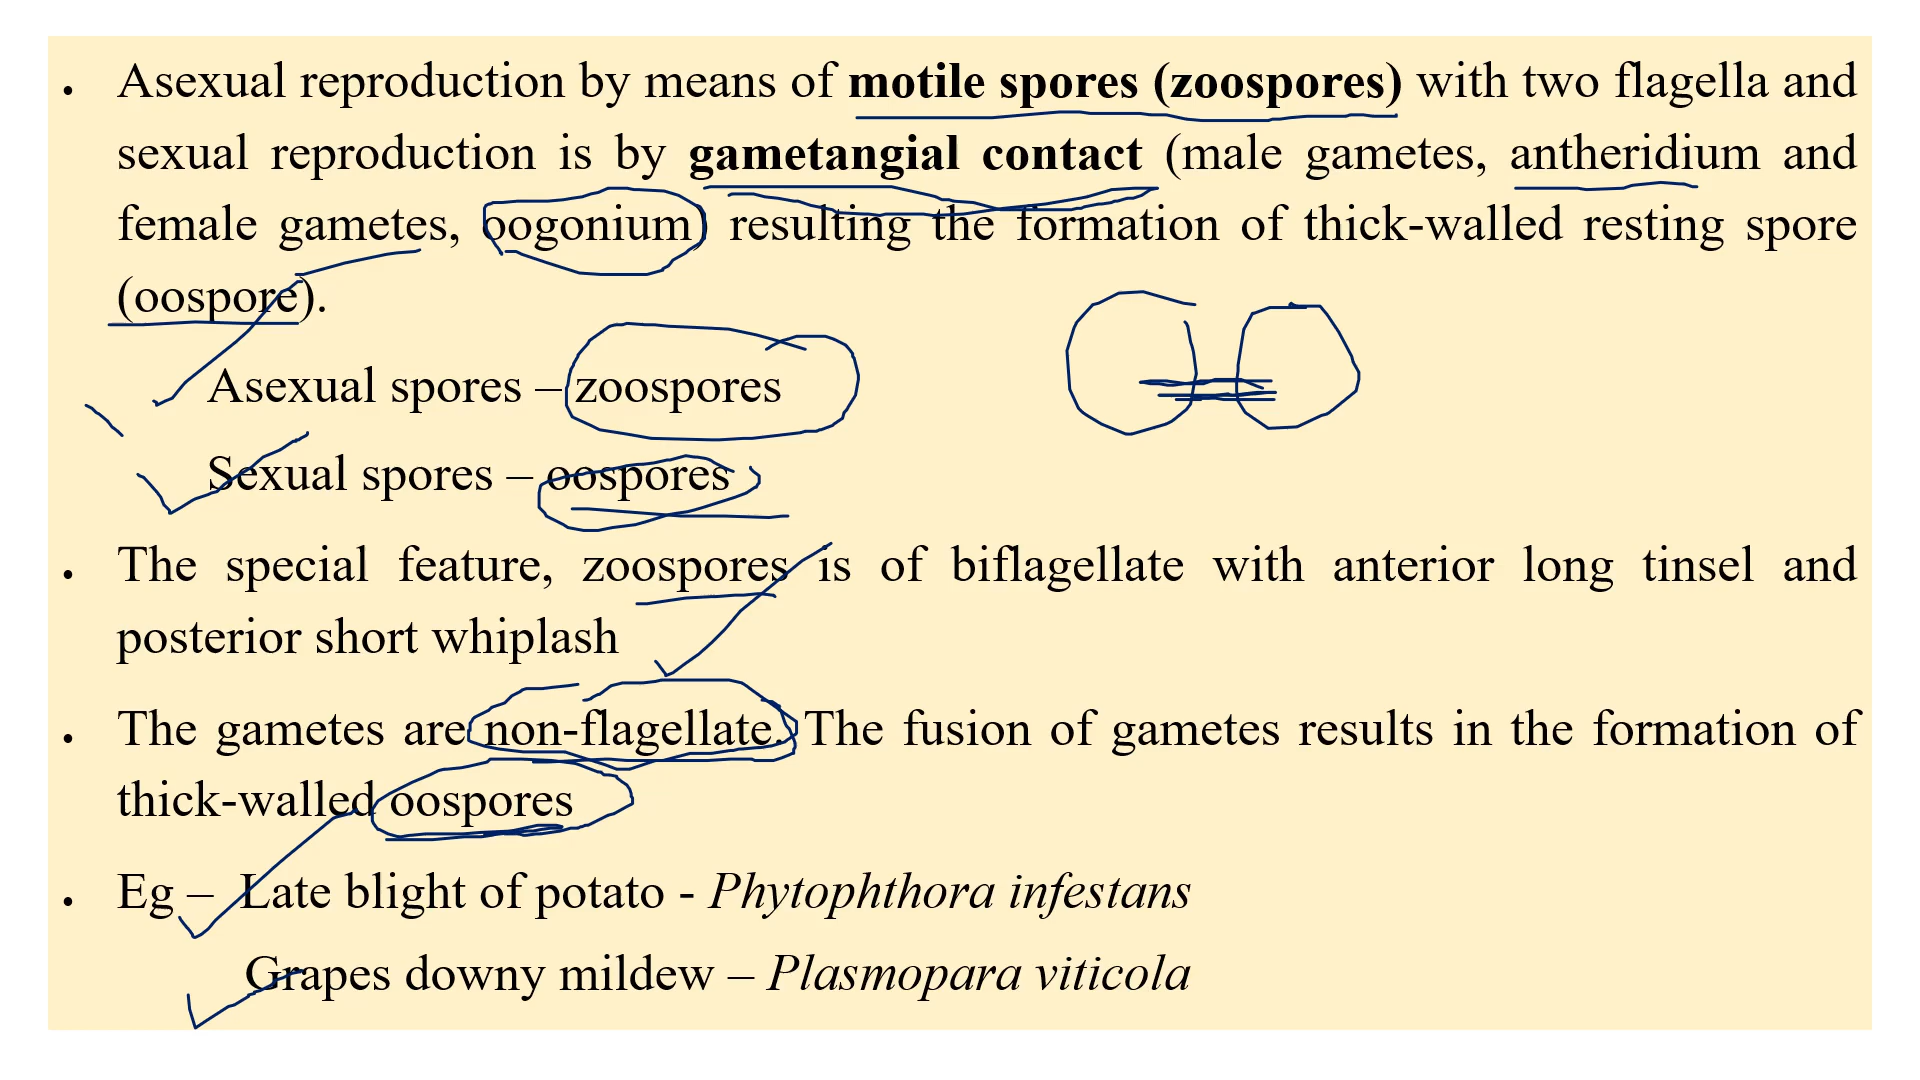 • Asexual reproduction by means of motile spores (zoospores) with two flagella and
sexual reproduction is by gametangial contact (male gametes, antheridium and
female gametes, oogonium) resulting the formation of thick-walled resting spore
(oospore).
Asexual spores – zoospores
Sexual spores – oospores
• The special feature, zoospores is of biflagellate with anterior long tinsel and
posterior short whiplash
• The gametes are non-flagellate. The fusion of gametes results in the formation of
thick-walled oospores
• Eg – Late blight of potato - Phytophthora infestans
Grapes downy mildew – Plasmopara viticola